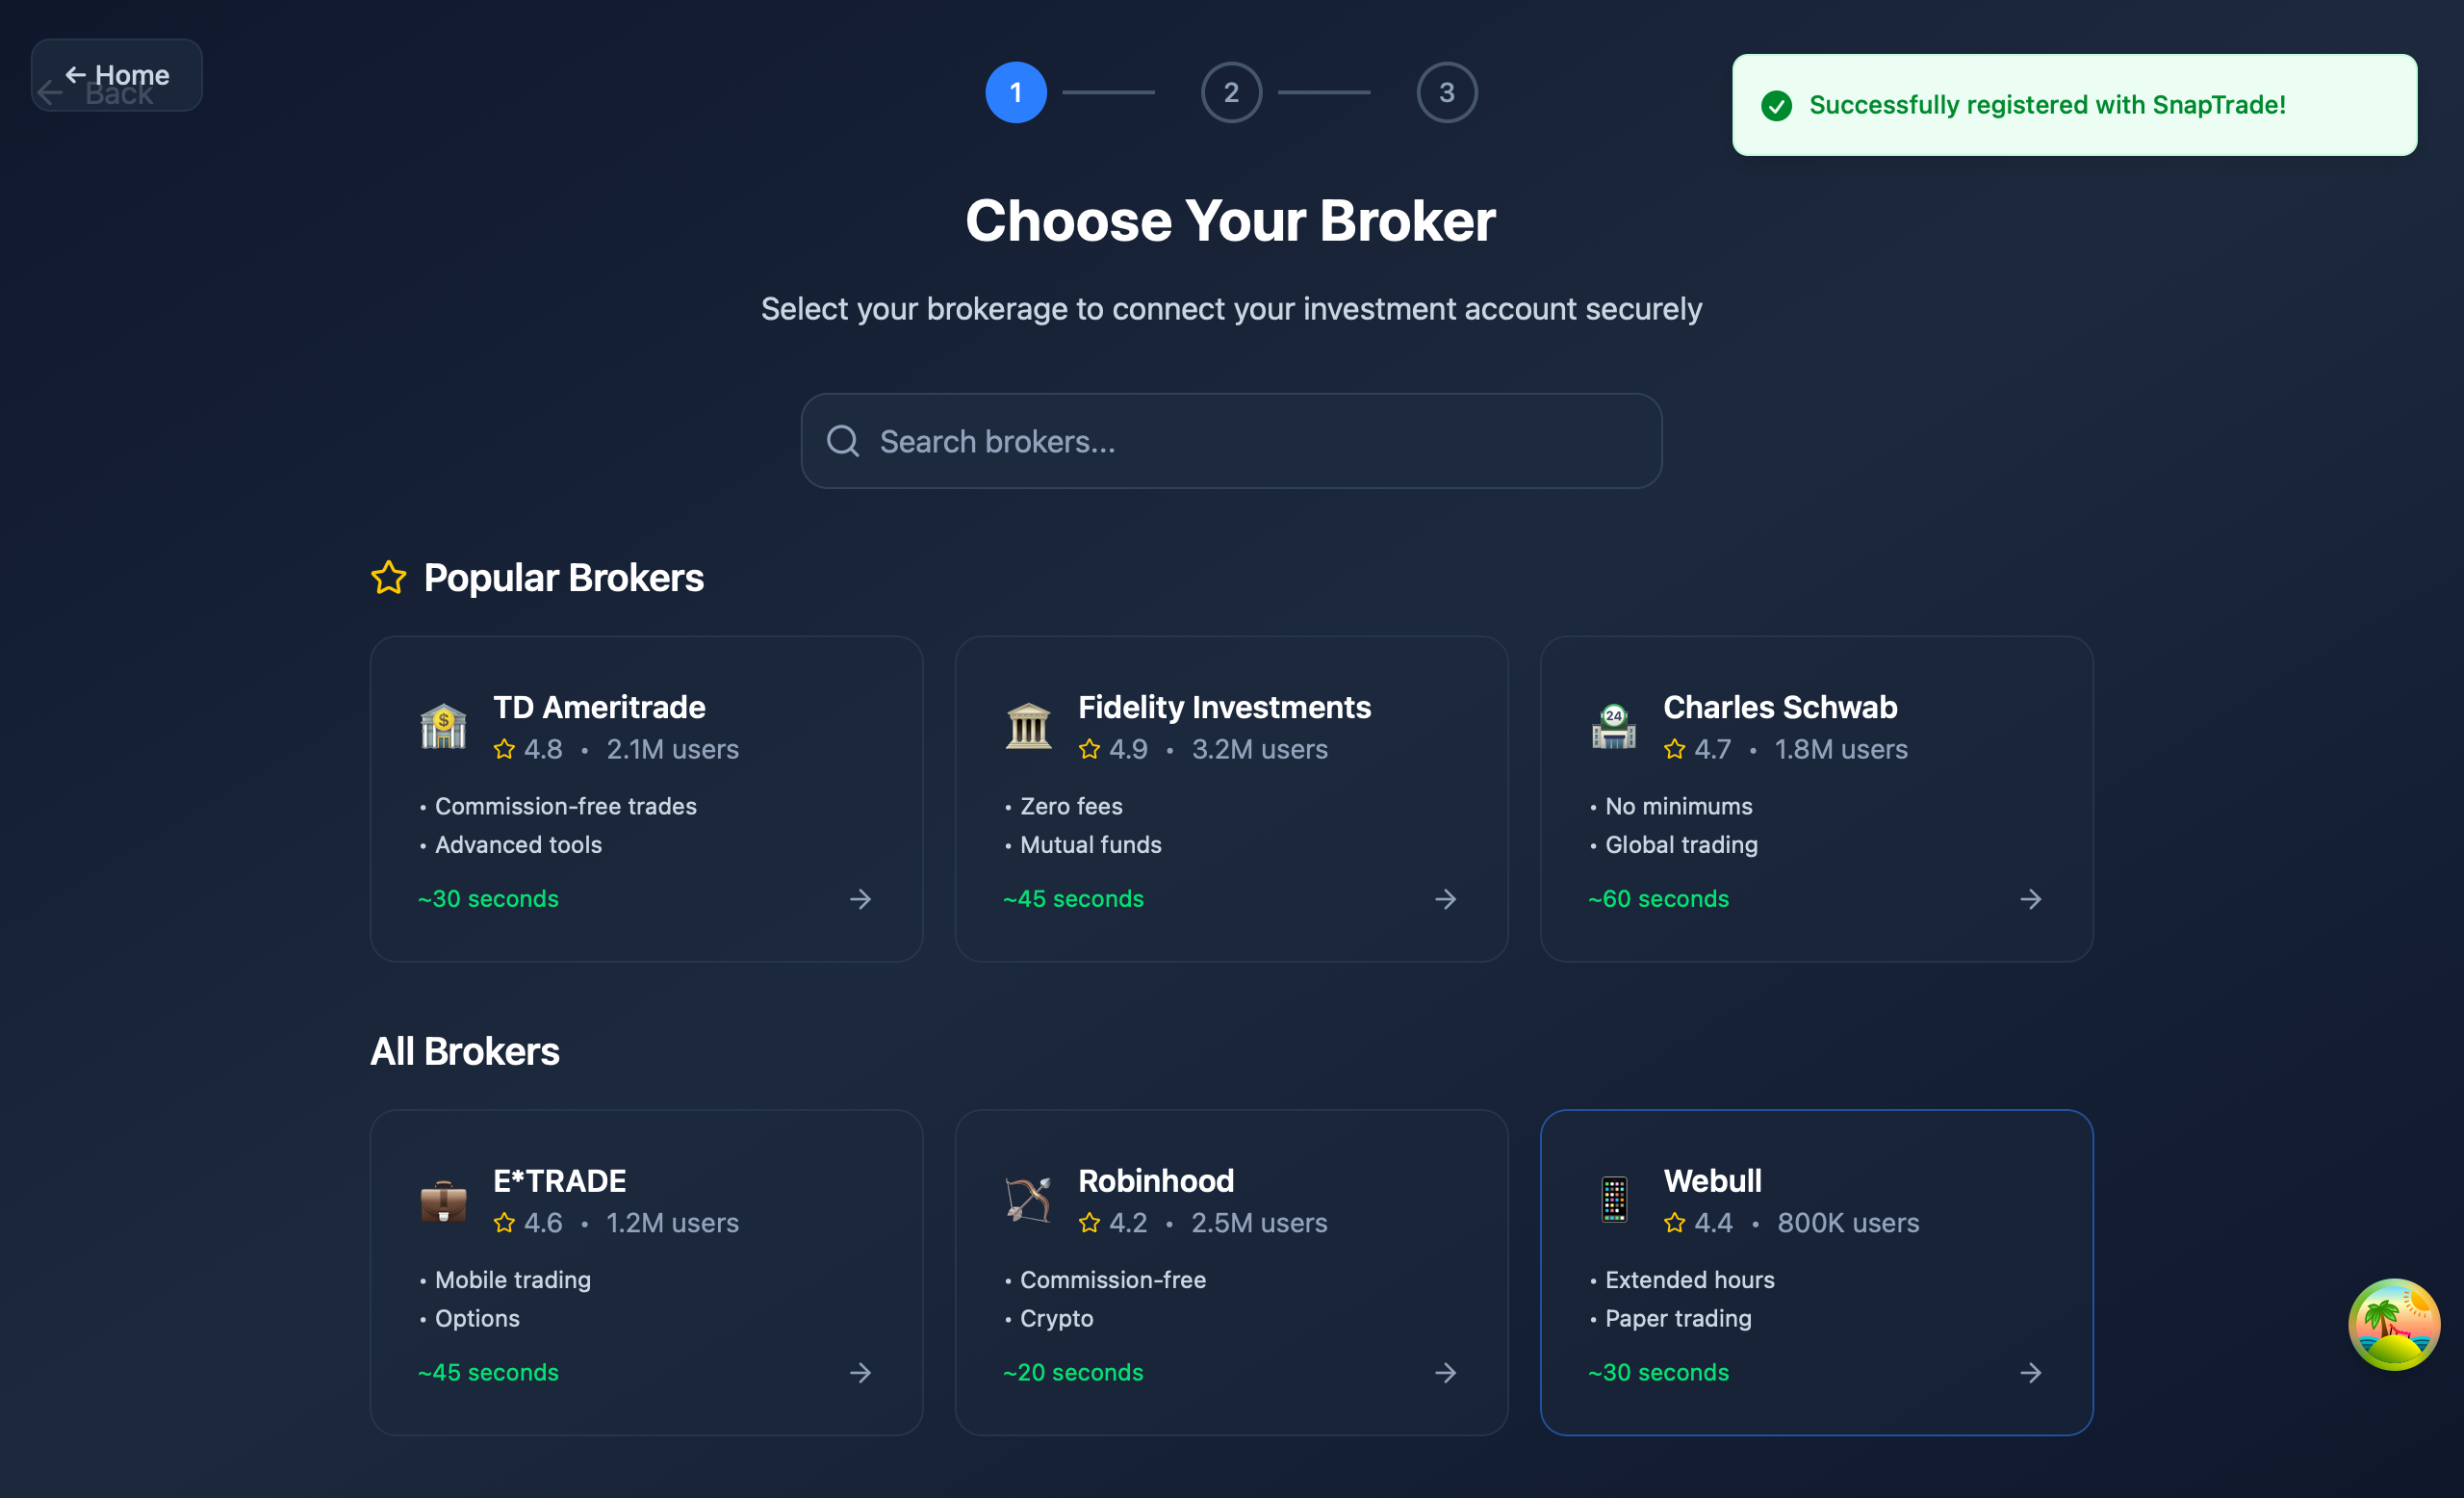 ← Home
← Back
1
2
3
Successfully registered with SnapTrade!
Choose Your Broker
Select your brokerage to connect your investment account securely
Search brokers...
Popular Brokers
TD Ameritrade
4.8 • 2.1M users
• Commission-free trades
• Advanced tools
~30 seconds
Fidelity Investments
4.9 • 3.2M users
• Zero fees
• Mutual funds
~45 seconds
Charles Schwab
4.7 • 1.8M users
• No minimums
• Global trading
~60 seconds
All Brokers
E*TRADE
4.6 • 1.2M users
• Mobile trading
• Options
~45 seconds
Robinhood
4.2 • 2.5M users
• Commission-free
• Crypto
~20 seconds
Webull
4.4 • 800K users
• Extended hours
• Paper trading
~30 seconds